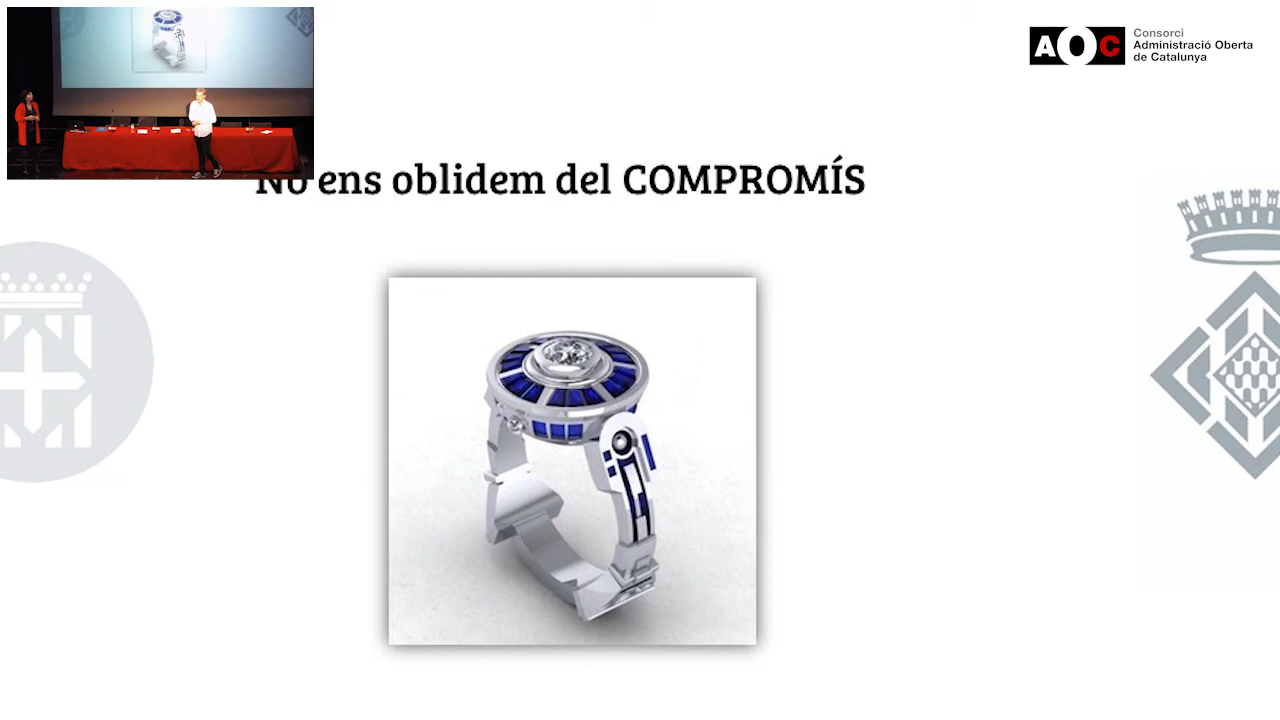 Consorci
AOC Administració Oberta
de Catalunya
No ens oblidem del COMPROMÍS